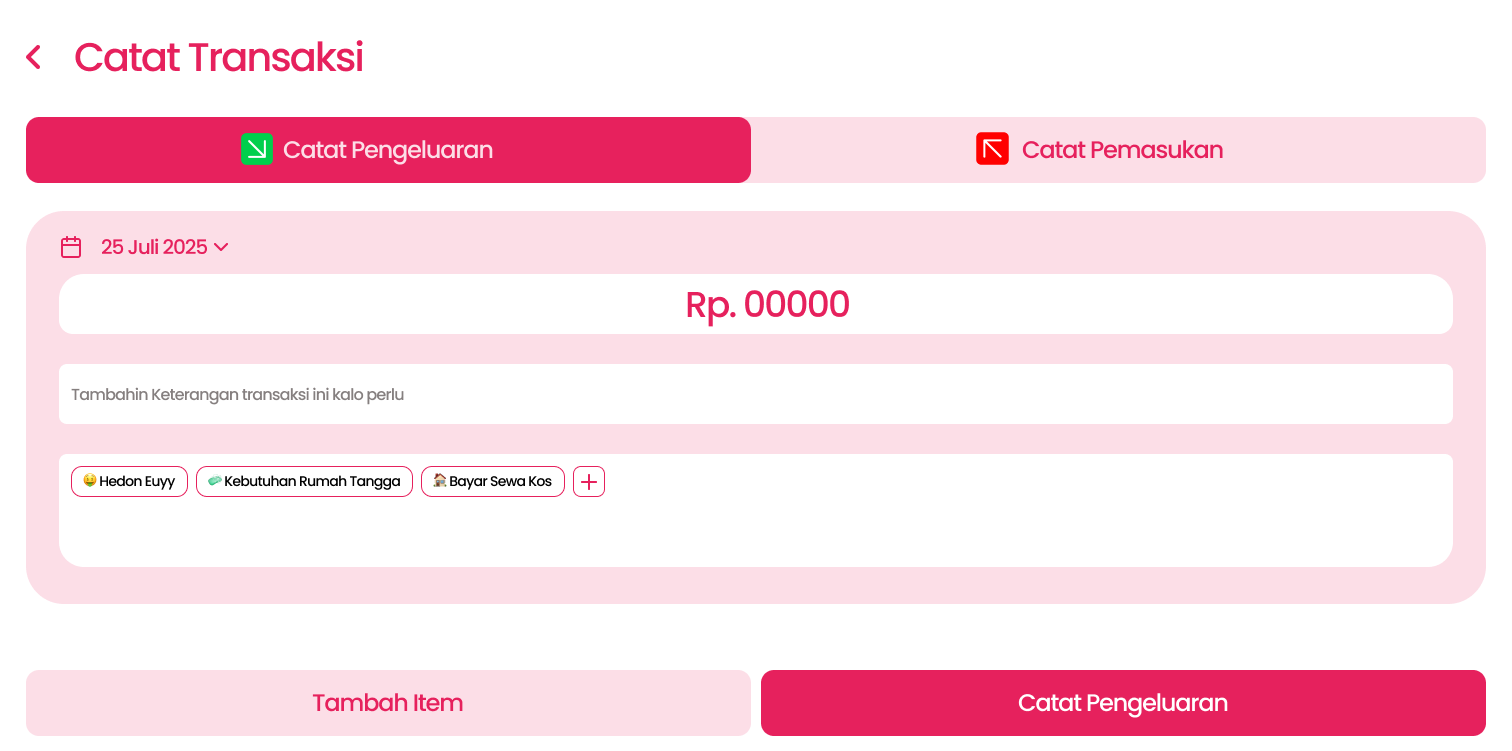 Catat Transaksi
Catat Pengeluaran
Catat Pemasukan
25 Juli 2025
Rp. 00000
Tambahin Keterangan transaksi ini kalo perlu
🤑 Hedon Euyy
🧼 Kebutuhan Rumah Tangga
🏠 Bayar Sewa Kos
Tambah Item
Catat Pengeluaran